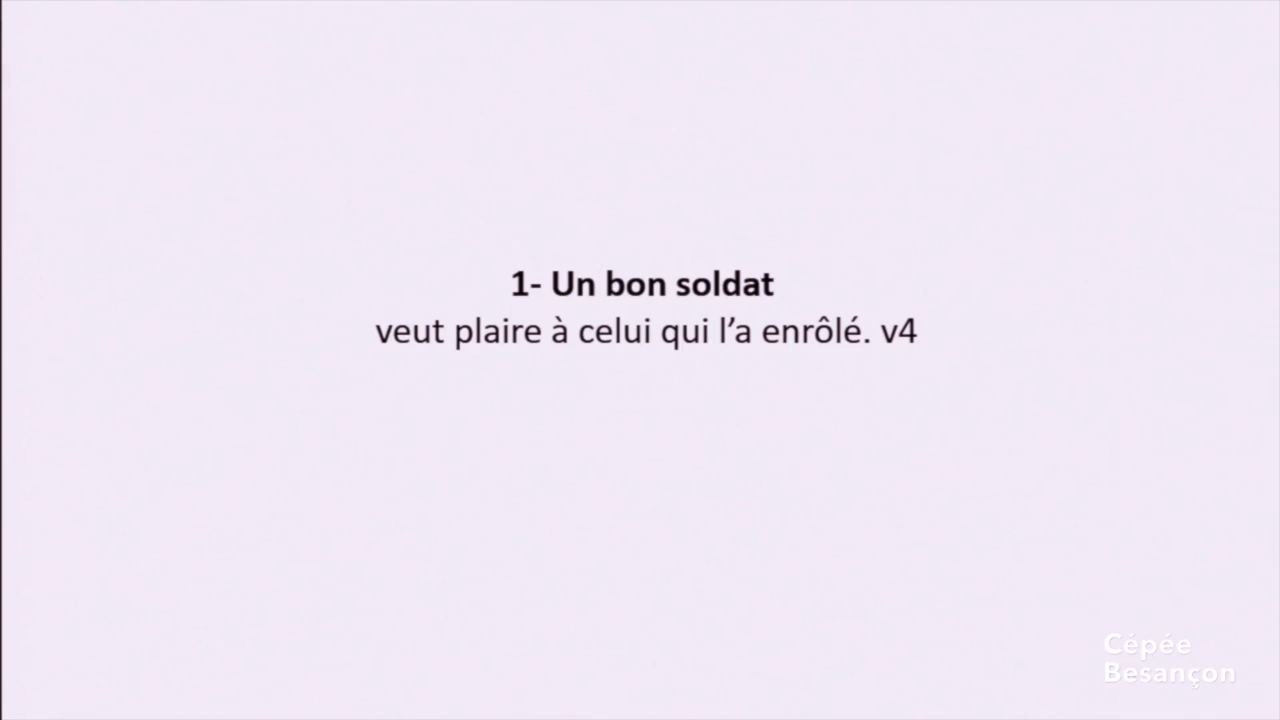 1- Un bon soldat
veut plaire à celui qui l’a enrôlé. v4
Cépée
Besançon